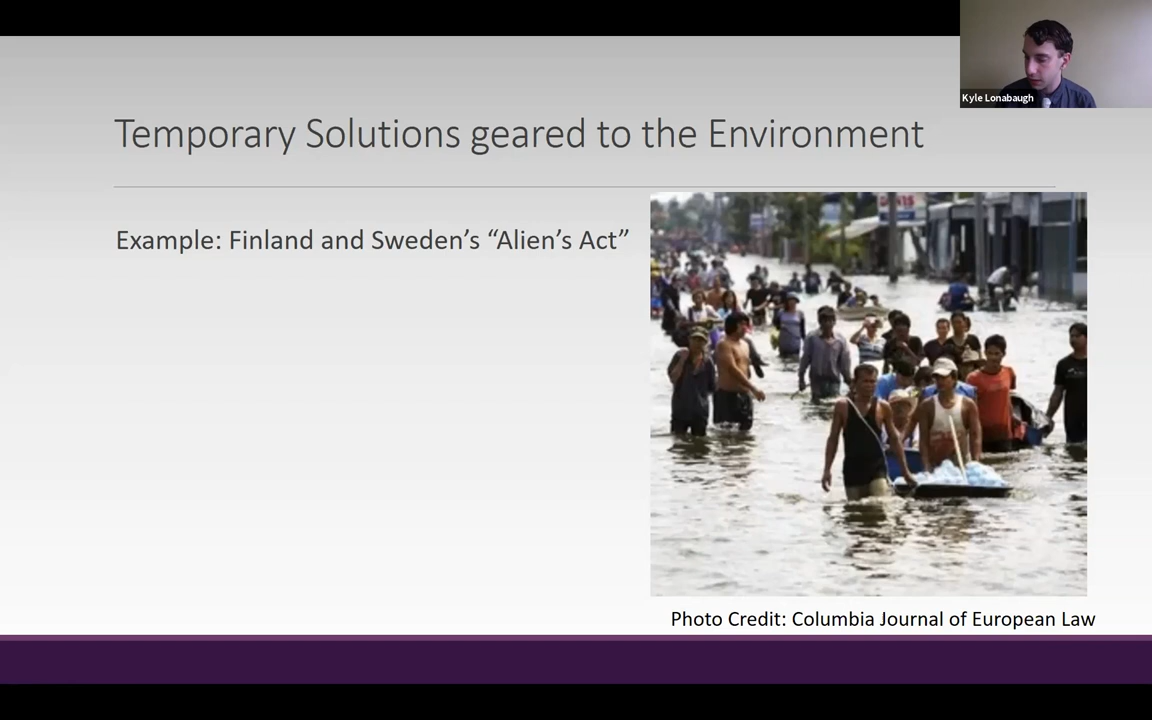 Kyle Lonabaugh
Temporary Solutions geared to the Environment
Example: Finland and Sweden’s “Alien’s Act”
Photo Credit: Columbia Journal of European Law